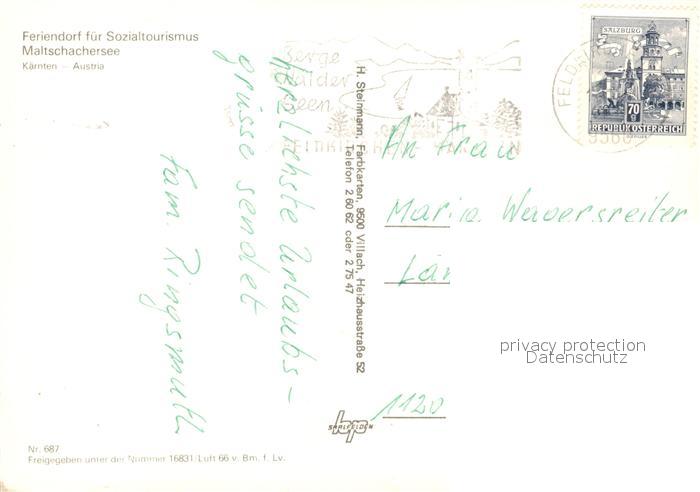 Feriendorf für Sozialtourismus
Maltschachersee
Kärnten – Austria
Herzlichste Urlaubs-
grüsse sendet
Fam. Ringsmuth
Berge
Wälder
Seen
H. Steinmann, Farbkarten, 9500 Villach, Heizhausstraße 52
Telefon 2 60 62 oder 2 75 47
SALZBURG
70 g
REPUBLIK ÖSTERREICH
An Frau
Maria Waversreiter
1120
privacy protection
Datenschutz
SAALFELDEN
Nr. 687
Freigegeben unter der Nummer 16831/Luft 66 v. Bm. f. Lv.